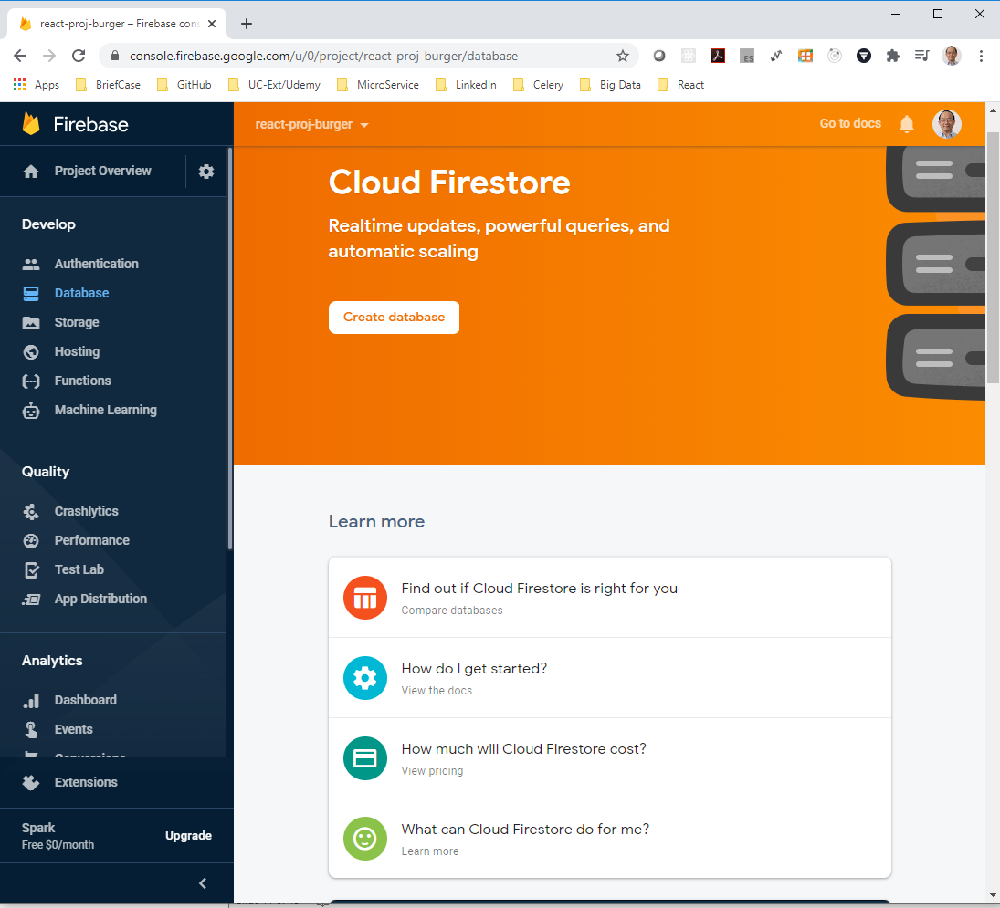 react-proj-burger – Firebase cons
console.firebase.google.com/u/0/project/react-proj-burger/database
ES
Apps
BriefCase
GitHub
UC-Ext/Udemy
MicroService
LinkedIn
Celery
Big Data
React
Firebase
react-proj-burger
Go to docs
Project Overview
Develop
Authentication
Database
Storage
Hosting
Functions
Machine Learning
Quality
Crashlytics
Performance
Test Lab
App Distribution
Analytics
Dashboard
Events
Conversions
Extensions
Spark
Free $0/month
Upgrade
Cloud Firestore
Realtime updates, powerful queries, and
automatic scaling
Create database
Learn more
Find out if Cloud Firestore is right for you
Compare databases
How do I get started?
View the docs
How much will Cloud Firestore cost?
View pricing
What can Cloud Firestore do for me?
Learn more